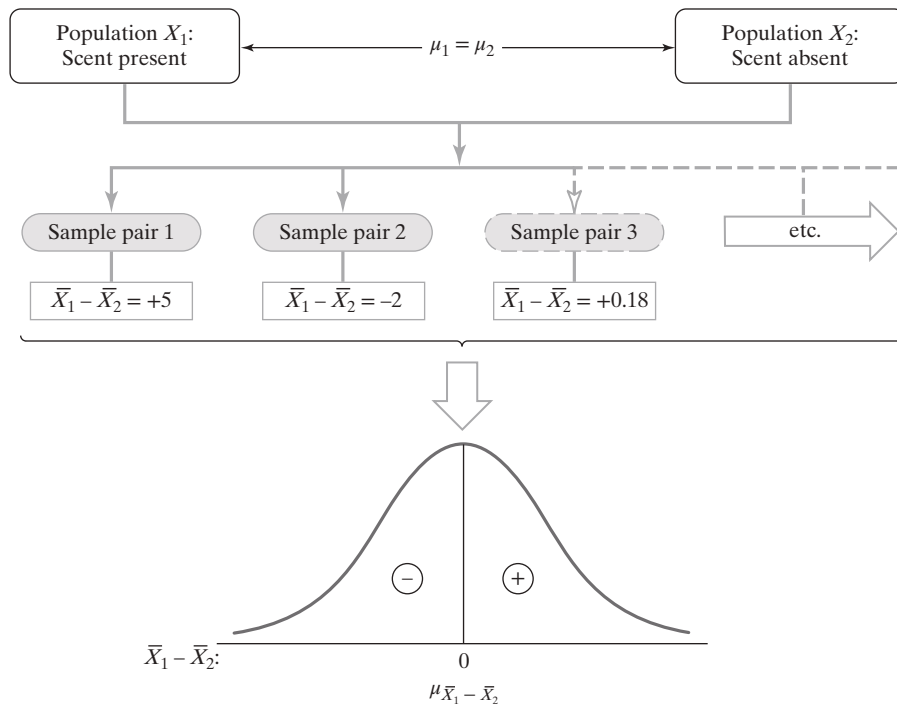 Population X₁:
Scent present
μ₁ = μ₂
Population X₂:
Scent absent
Sample pair 1
Sample pair 2
Sample pair 3
etc.
X̅₁ – X̅₂ = +5
X̅₁ – X̅₂ = –2
X̅₁ – X̅₂ = +0.18
–
+
X̅₁ – X̅₂:
0
μ X̅₁ – X̅₂